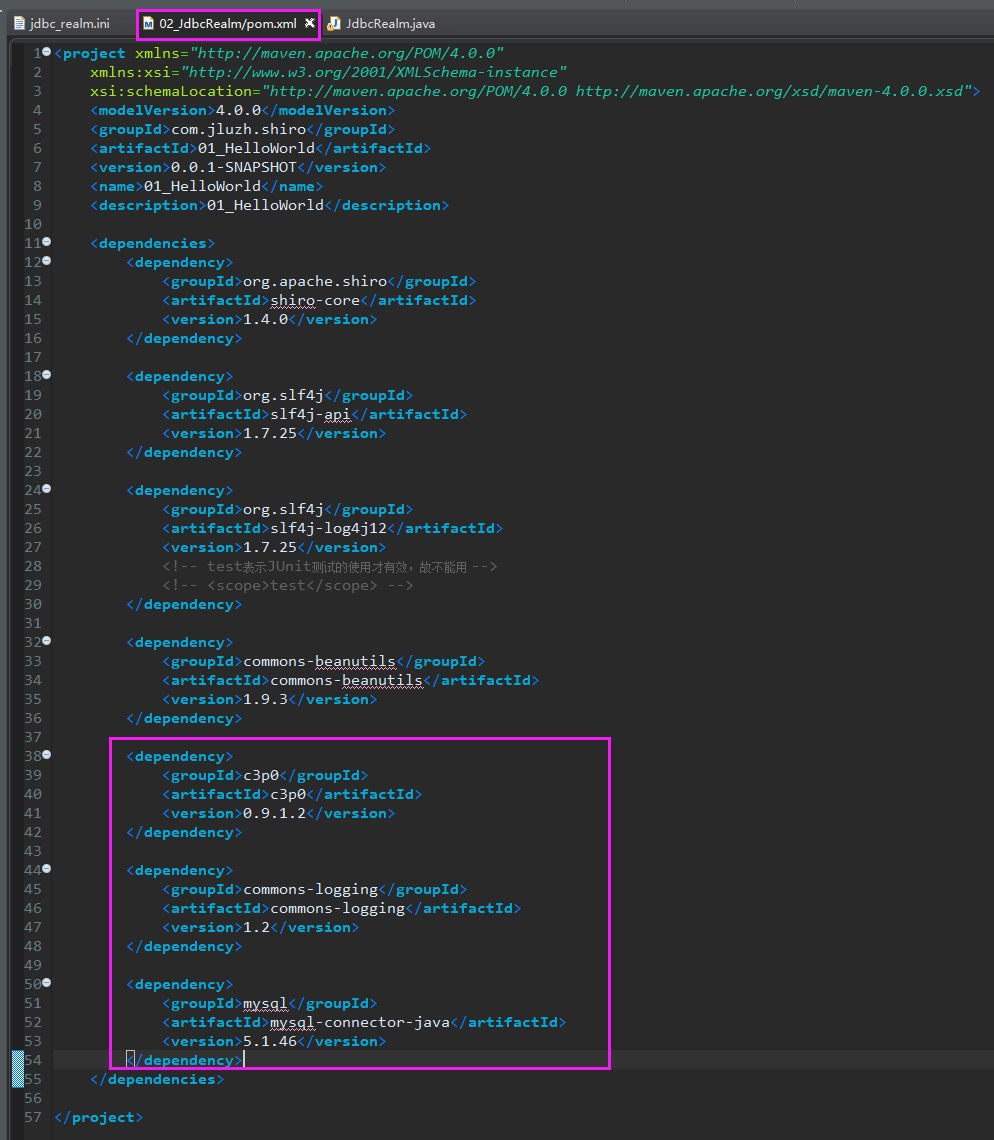 jdbc_realm.ini 02_JdbcRealm/pom.xml JdbcRealm.java
1 <project xmlns="http://maven.apache.org/POM/4.0.0"
2 xmlns:xsi="http://www.w3.org/2001/XMLSchema-instance"
3 xsi:schemaLocation="http://maven.apache.org/POM/4.0.0 http://maven.apache.org/xsd/maven-4.0.0.xsd">
4 <modelVersion>4.0.0</modelVersion>
5 <groupId>com.jluzh.shiro</groupId>
6 <artifactId>01_HelloWorld</artifactId>
7 <version>0.0.1-SNAPSHOT</version>
8 <name>01_HelloWorld</name>
9 <description>01_HelloWorld</description>
10
11 <dependencies>
12 <dependency>
13 <groupId>org.apache.shiro</groupId>
14 <artifactId>shiro-core</artifactId>
15 <version>1.4.0</version>
16 </dependency>
17
18 <dependency>
19 <groupId>org.slf4j</groupId>
20 <artifactId>slf4j-api</artifactId>
21 <version>1.7.25</version>
22 </dependency>
23
24 <dependency>
25 <groupId>org.slf4j</groupId>
26 <artifactId>slf4j-log4j12</artifactId>
27 <version>1.7.25</version>
28 <!-- test表示JUnit测试的使用才有效，故不能用 -->
29 <!-- <scope>test</scope> -->
30 </dependency>
31
32 <dependency>
33 <groupId>commons-beanutils</groupId>
34 <artifactId>commons-beanutils</artifactId>
35 <version>1.9.3</version>
36 </dependency>
37
38 <dependency>
39 <groupId>c3p0</groupId>
40 <artifactId>c3p0</artifactId>
41 <version>0.9.1.2</version>
42 </dependency>
43
44 <dependency>
45 <groupId>commons-logging</groupId>
46 <artifactId>commons-logging</artifactId>
47 <version>1.2</version>
48 </dependency>
49
50 <dependency>
51 <groupId>mysql</groupId>
52 <artifactId>mysql-connector-java</artifactId>
53 <version>5.1.46</version>
54 </dependency>
55 </dependencies>
56
57 </project>